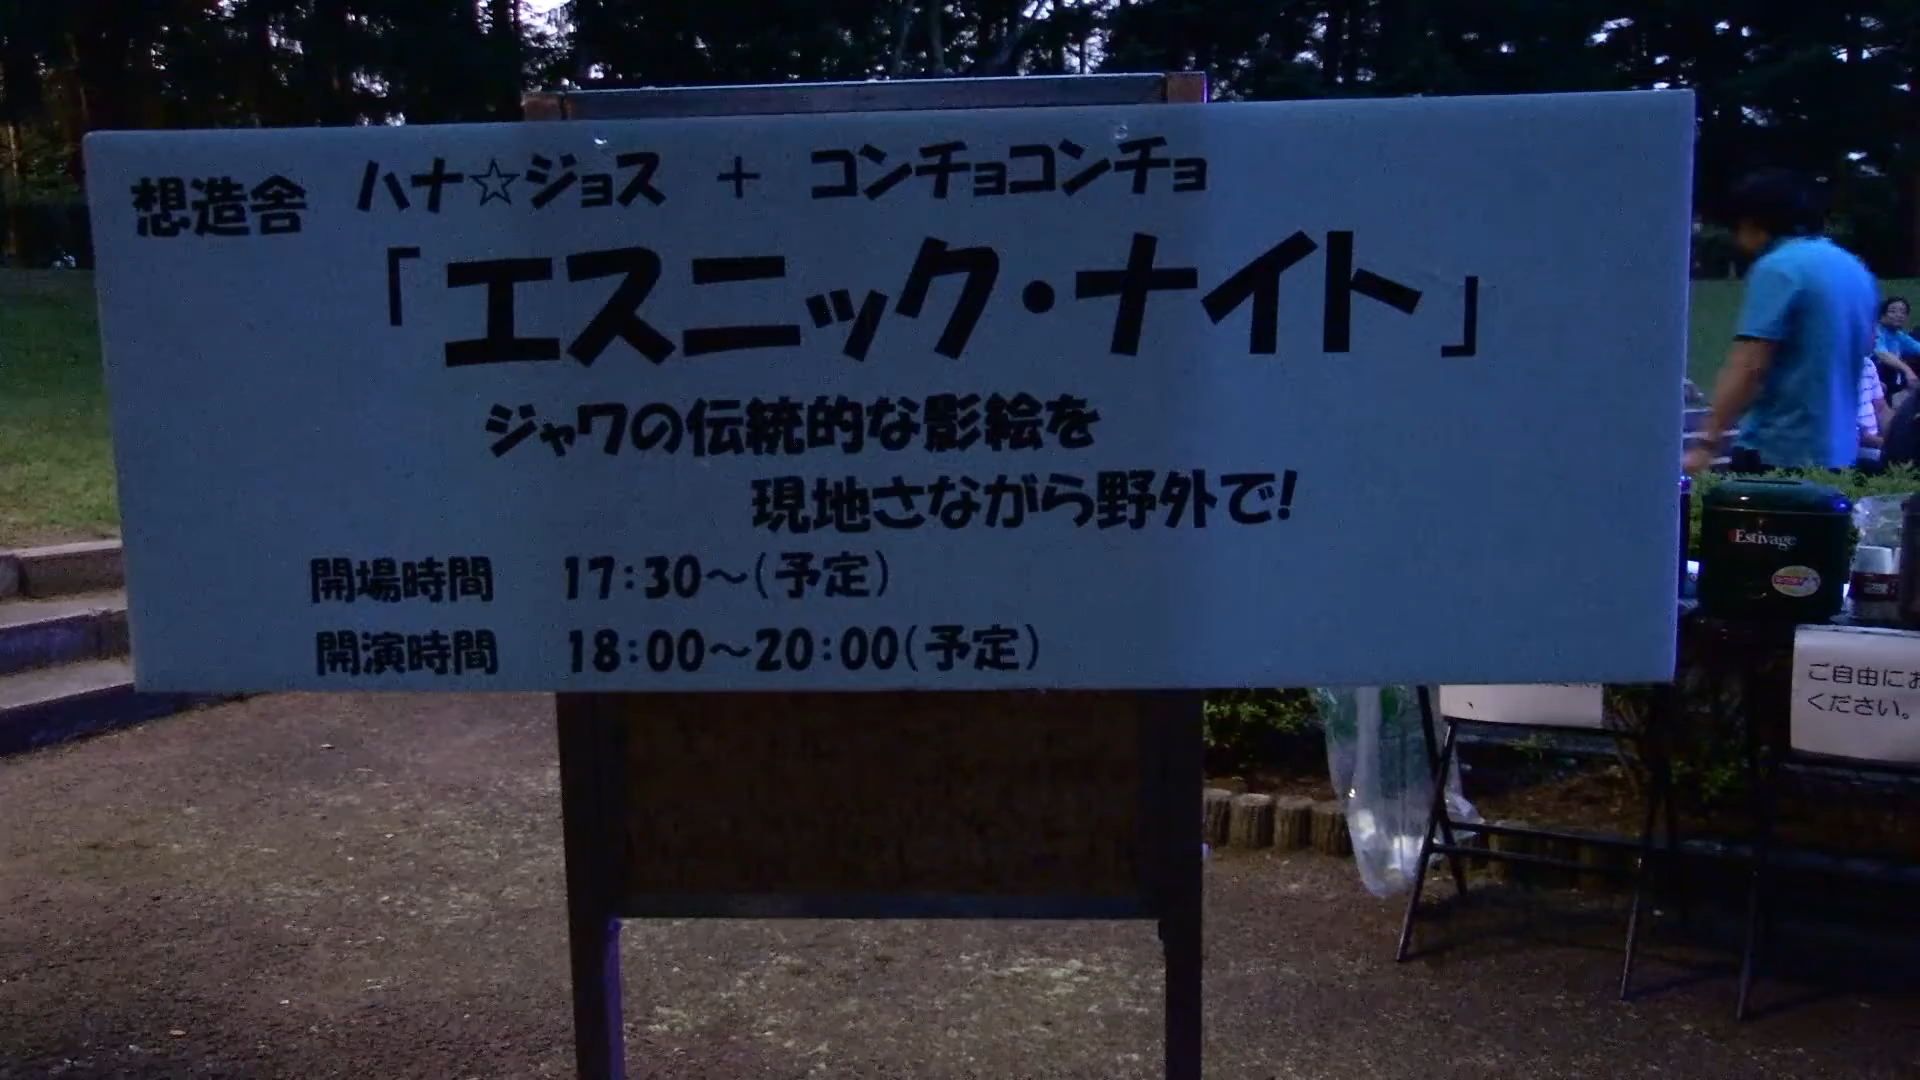 想造舎 ハナ☆ジョス + コンチョコンチョ
「エスニック・ナイト」
ジャワの伝統的な影絵を
現地さながら野外で!
開場時間 17:30〜(予定)
開演時間 18:00〜20:00(予定)
Estivage
ご自由にお
ください。